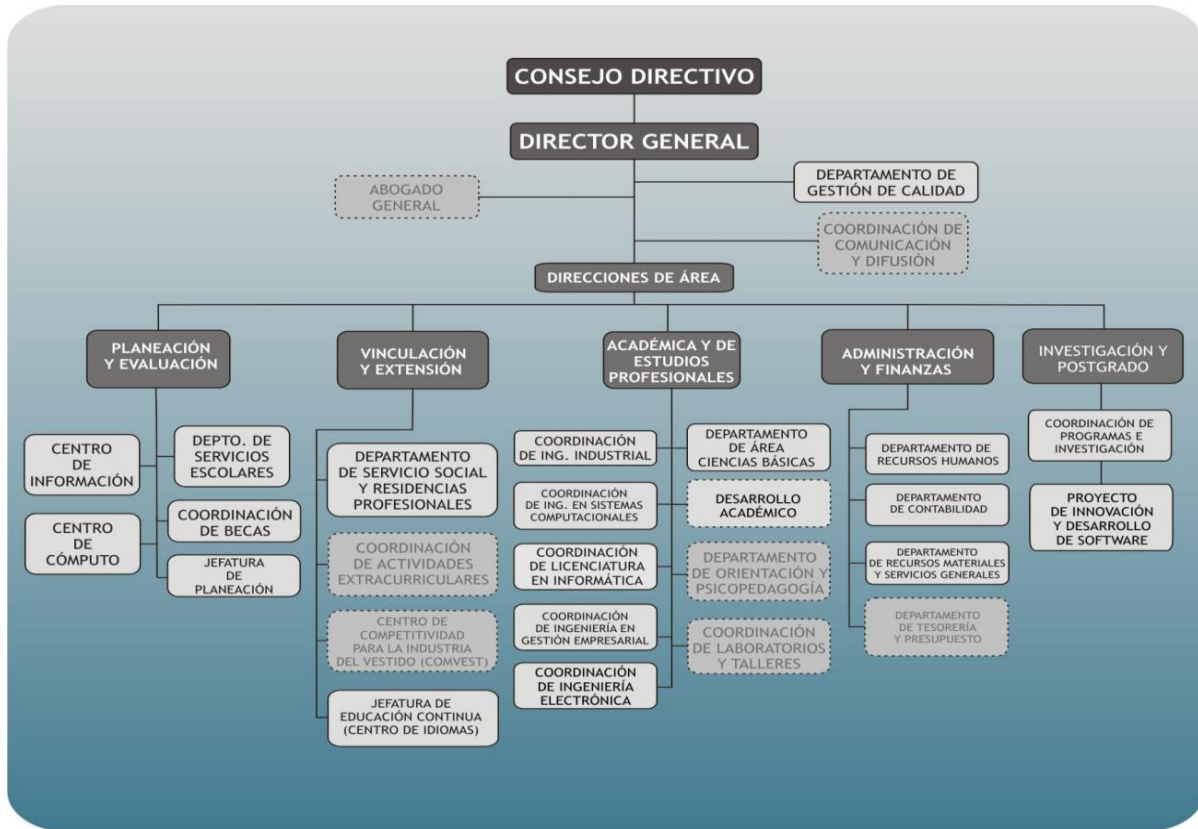 CONSEJO DIRECTIVO
DIRECTOR GENERAL
ABOGADO
GENERAL
DEPARTAMENTO DE
GESTIÓN DE CALIDAD
COORDINACIÓN DE
COMUNICACIÓN
Y DIFUSIÓN
DIRECCIONES DE ÁREA
PLANEACIÓN
Y EVALUACIÓN
CENTRO
DE
INFORMACIÓN
DEPTO. DE
SERVICIOS
ESCOLARES
CENTRO
DE
CÓMPUTO
COORDINACIÓN
DE BECAS
JEFATURA
DE
PLANEACIÓN
VINCULACIÓN
Y EXTENSIÓN
DEPARTAMENTO
DE SERVICIO SOCIAL
Y RESIDENCIAS
PROFESIONALES
COORDINACIÓN
DE ACTIVIDADES
EXTRACURRICULARES
CENTRO DE
COMPETITIVIDAD
PARA LA INDUSTRIA
DEL VESTIDO (COMVEST)
JEFATURA DE
EDUCACIÓN CONTINUA
(CENTRO DE IDIOMAS)
ACADÉMICA Y DE
ESTUDIOS
PROFESIONALES
COORDINACIÓN
DE ING. INDUSTRIAL
DEPARTAMENTO
DE ÁREA
CIENCIAS BÁSICAS
COORDINACIÓN
DE ING. EN SISTEMAS
COMPUTACIONALES
DESARROLLO
ACADÉMICO
COORDINACIÓN
DE LICENCIATURA
EN INFORMÁTICA
DEPARTAMENTO
DE ORIENTACIÓN Y
PSICOPEDAGOGÍA
COORDINACIÓN
DE INGENIERÍA EN
GESTIÓN EMPRESARIAL
COORDINACIÓN
DE LABORATORIOS
Y TALLERES
COORDINACIÓN
DE INGENIERÍA
ELECTRÓNICA
ADMINISTRACIÓN
Y FINANZAS
DEPARTAMENTO DE
RECURSOS HUMANOS
DEPARTAMENTO
DE CONTABILIDAD
DEPARTAMENTO
DE RECURSOS MATERIALES
Y SERVICIOS GENERALES
DEPARTAMENTO
DE TESORERÍA
Y PRESUPUESTO
INVESTIGACIÓN Y
POSTGRADO
COORDINACIÓN DE
PROGRAMAS E
INVESTIGACIÓN
PROYECTO
DE INNOVACIÓN
Y DESARROLLO
DE SOFTWARE